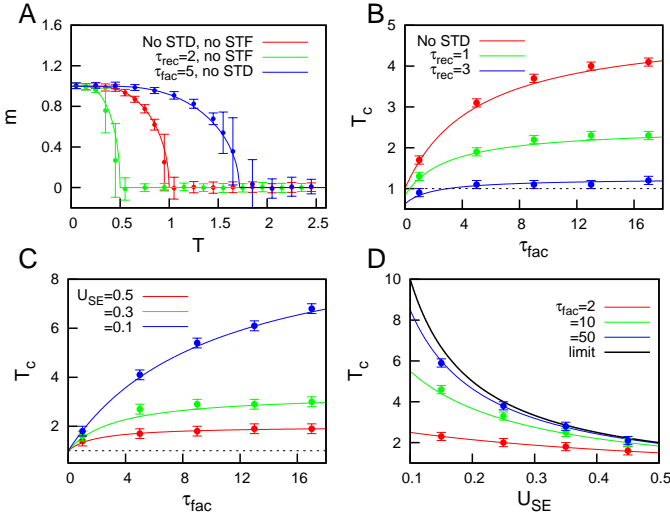 A
No STD, no STF
τrec=2, no STF
τfac=5, no STD
m
1.6
1.2
0.8
0.4
0
0 0.5 1 1.5 2 2.5
T
B
No STD
τrec=1
τrec=3
Tc
5
4
3
2
1
0 4 8 12 16
τfac
C
USE=0.5
=0.3
=0.1
Tc
8
6
4
2
0 4 8 12 16
τfac
D
τfac=2
=10
=50
limit
Tc
10
8
6
4
2
0.1 0.2 0.3 0.4 0.5
USE